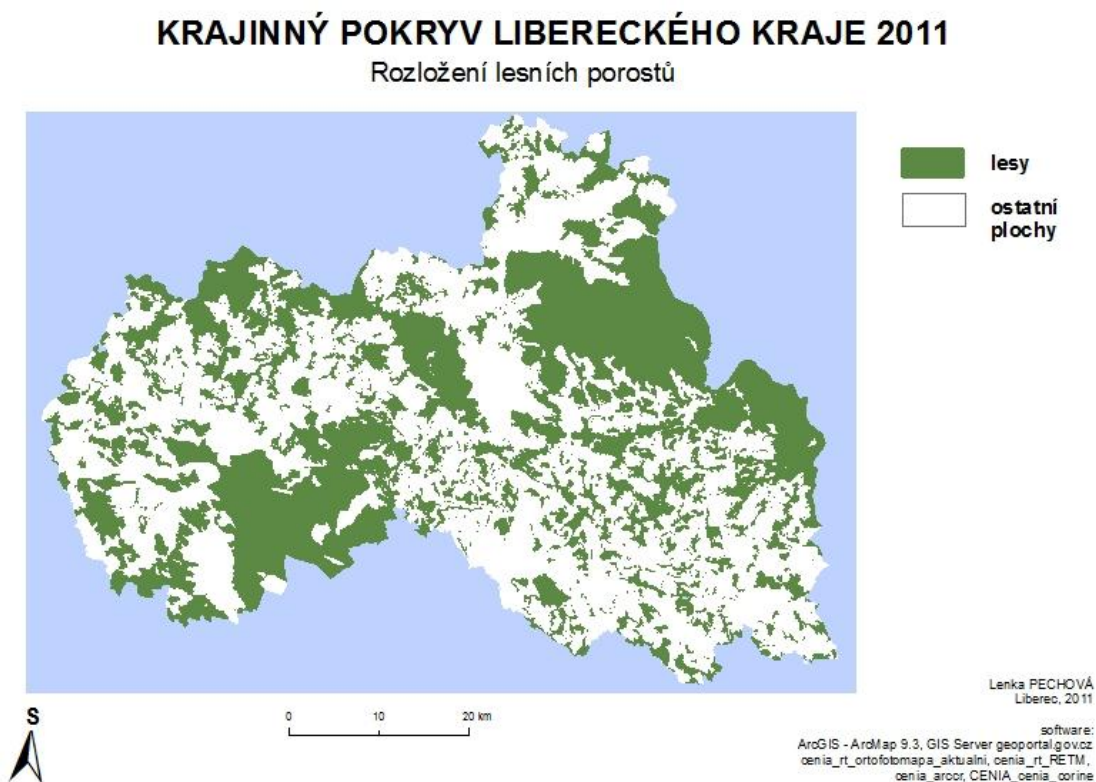 KRAJINNÝ POKRYV LIBERECKÉHO KRAJE 2011
Rozložení lesních porostů
lesy
ostatní
plochy
Lenka PECHOVÁ
Liberec, 2011
S
0 10 20 km
software:
ArcGIS - ArcMap 9.3, GIS Server geoportal.gov.cz
cenia_rt_ortofotomapa_aktualni, cenia_rt_RETM,
cenia_arccr, CENIA_cenia_corine